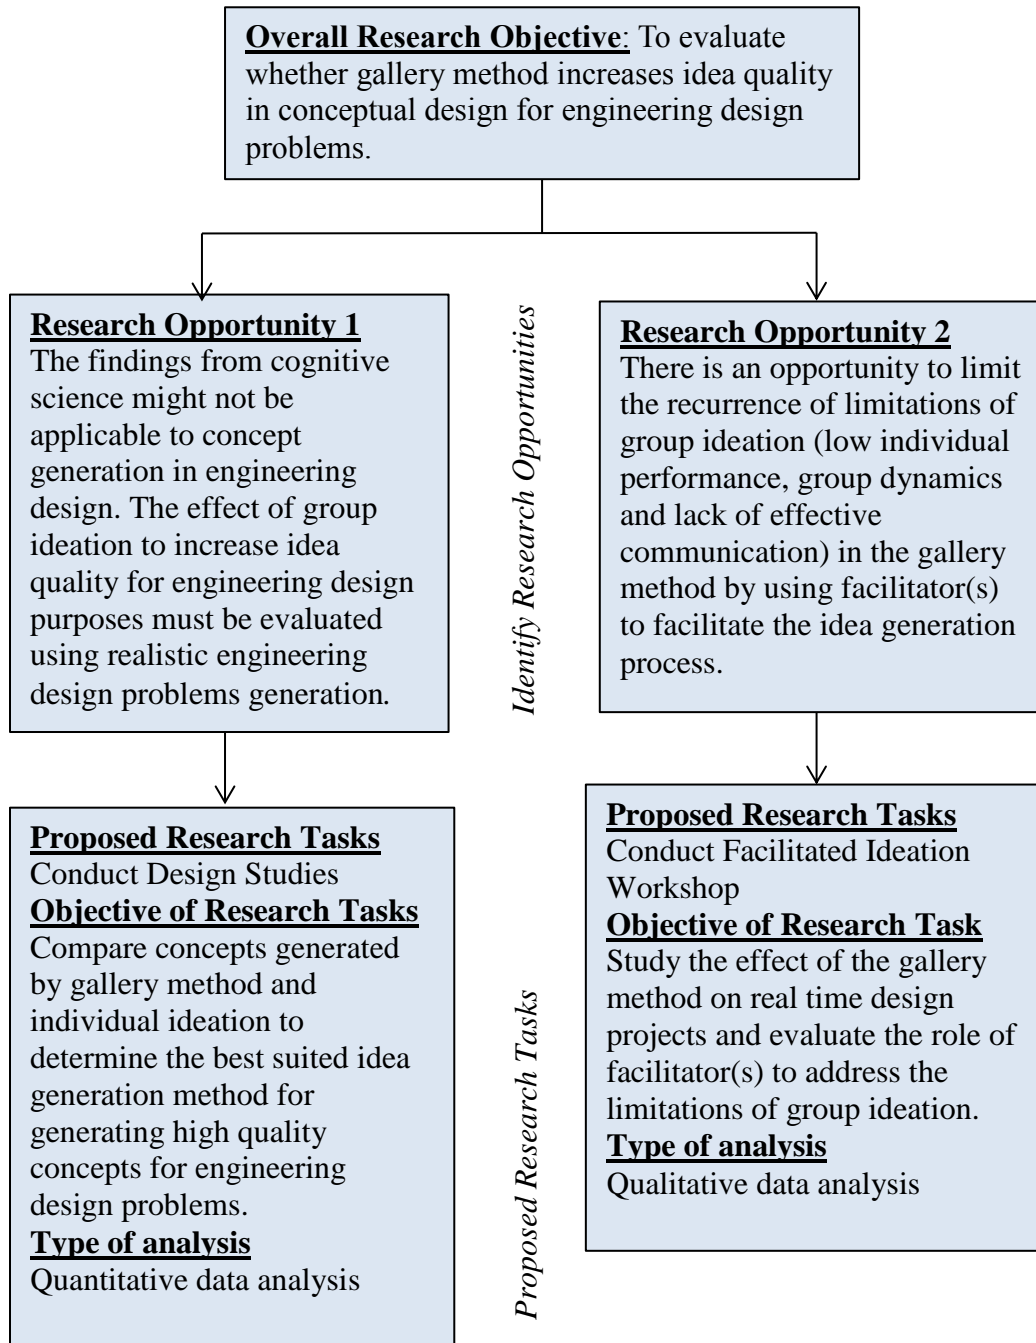 Overall Research Objective: To evaluate
whether gallery method increases idea quality
in conceptual design for engineering design
problems.
Research Opportunity 1
The findings from cognitive
science might not be
applicable to concept
generation in engineering
design. The effect of group
ideation to increase idea
quality for engineering design
purposes must be evaluated
using realistic engineering
design problems generation.
Identify Research Opportunities
Research Opportunity 2
There is an opportunity to limit
the recurrence of limitations of
group ideation (low individual
performance, group dynamics
and lack of effective
communication) in the gallery
method by using facilitator(s)
to facilitate the idea generation
process.
Proposed Research Tasks
Conduct Design Studies
Objective of Research Tasks
Compare concepts generated
by gallery method and
individual ideation to
determine the best suited idea
generation method for
generating high quality
concepts for engineering
design problems.
Type of analysis
Quantitative data analysis
Proposed Research Tasks
Proposed Research Tasks
Conduct Facilitated Ideation
Workshop
Objective of Research Task
Study the effect of the gallery
method on real time design
projects and evaluate the role of
facilitator(s) to address the
limitations of group ideation.
Type of analysis
Qualitative data analysis